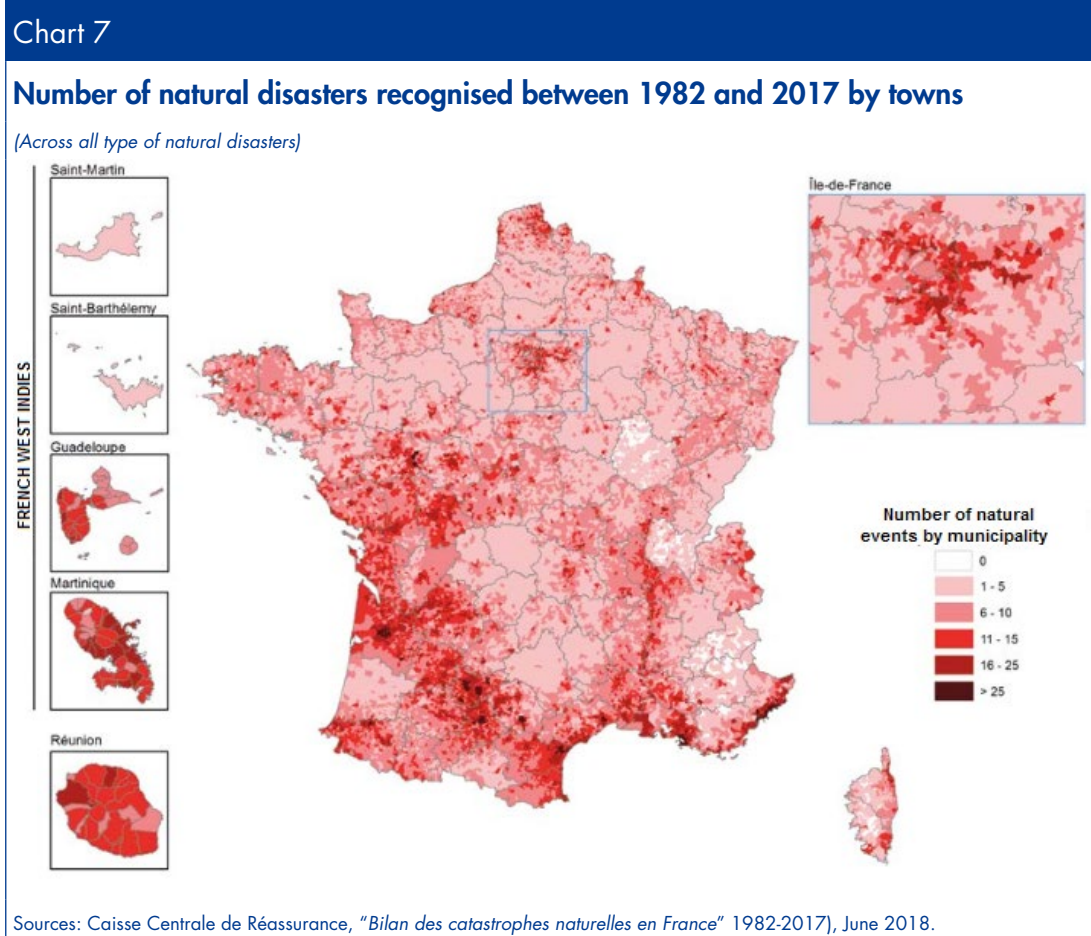 Chart 7
Number of natural disasters recognised between 1982 and 2017 by towns
(Across all type of natural disasters)
FRENCH WEST INDIES
Saint-Martin
Saint-Barthélemy
Guadeloupe
Martinique
Réunion
Île-de-France
Number of natural
events by municipality
0
1 - 5
6 - 10
11 - 15
16 - 25
> 25
Sources: Caisse Centrale de Réassurance, “Bilan des catastrophes naturelles en France” 1982-2017), June 2018.